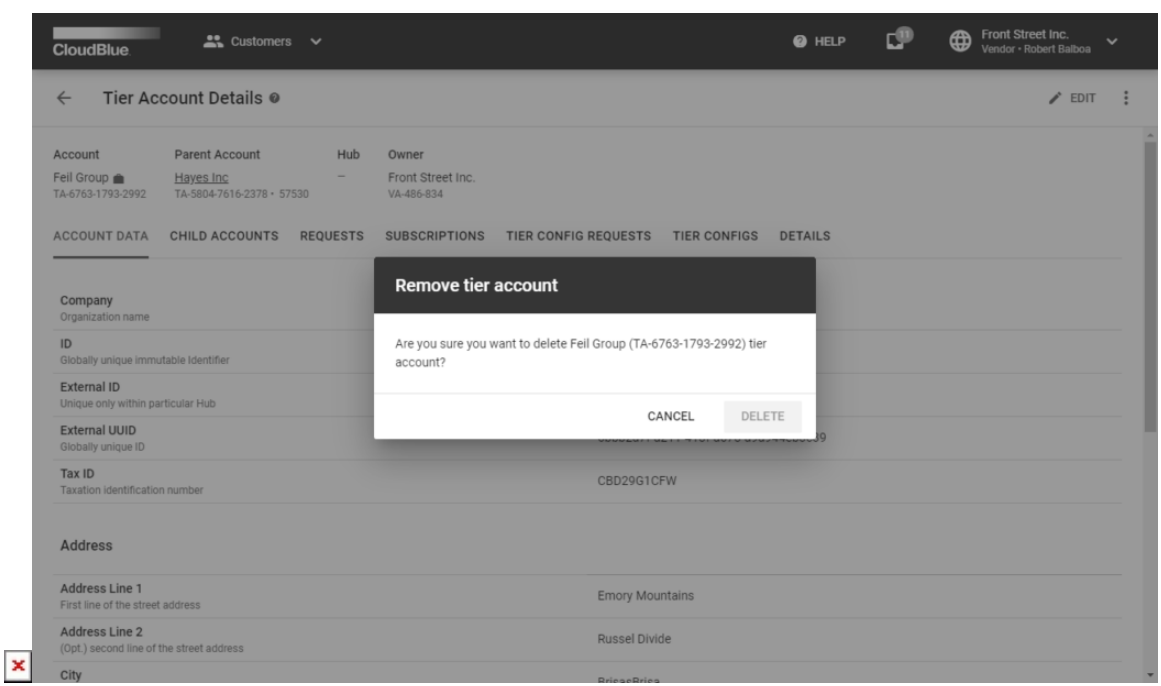 CloudBlue.
Customers
HELP
11
Front Street Inc.
Vendor • Robert Balboa
Tier Account Details
EDIT
Account Parent Account Hub Owner
Feil Group Hayes Inc – Front Street Inc.
TA-6763-1793-2992 TA-5804-7616-2378 • 57530 VA-486-834
ACCOUNT DATA CHILD ACCOUNTS REQUESTS SUBSCRIPTIONS TIER CONFIG REQUESTS TIER CONFIGS DETAILS
Remove tier account
Are you sure you want to delete Feil Group (TA-6763-1793-2992) tier
account?
CANCEL DELETE
Company
Organization name
ID
Globally unique immutable Identifier
External ID
Unique only within particular Hub
External UUID
Globally unique ID
Tax ID
Taxation identification number
CBD29G1CFW
Address
Address Line 1
First line of the street address
Emory Mountains
Address Line 2
(Opt.) second line of the street address
Russel Divide
City
BrisasBrisa